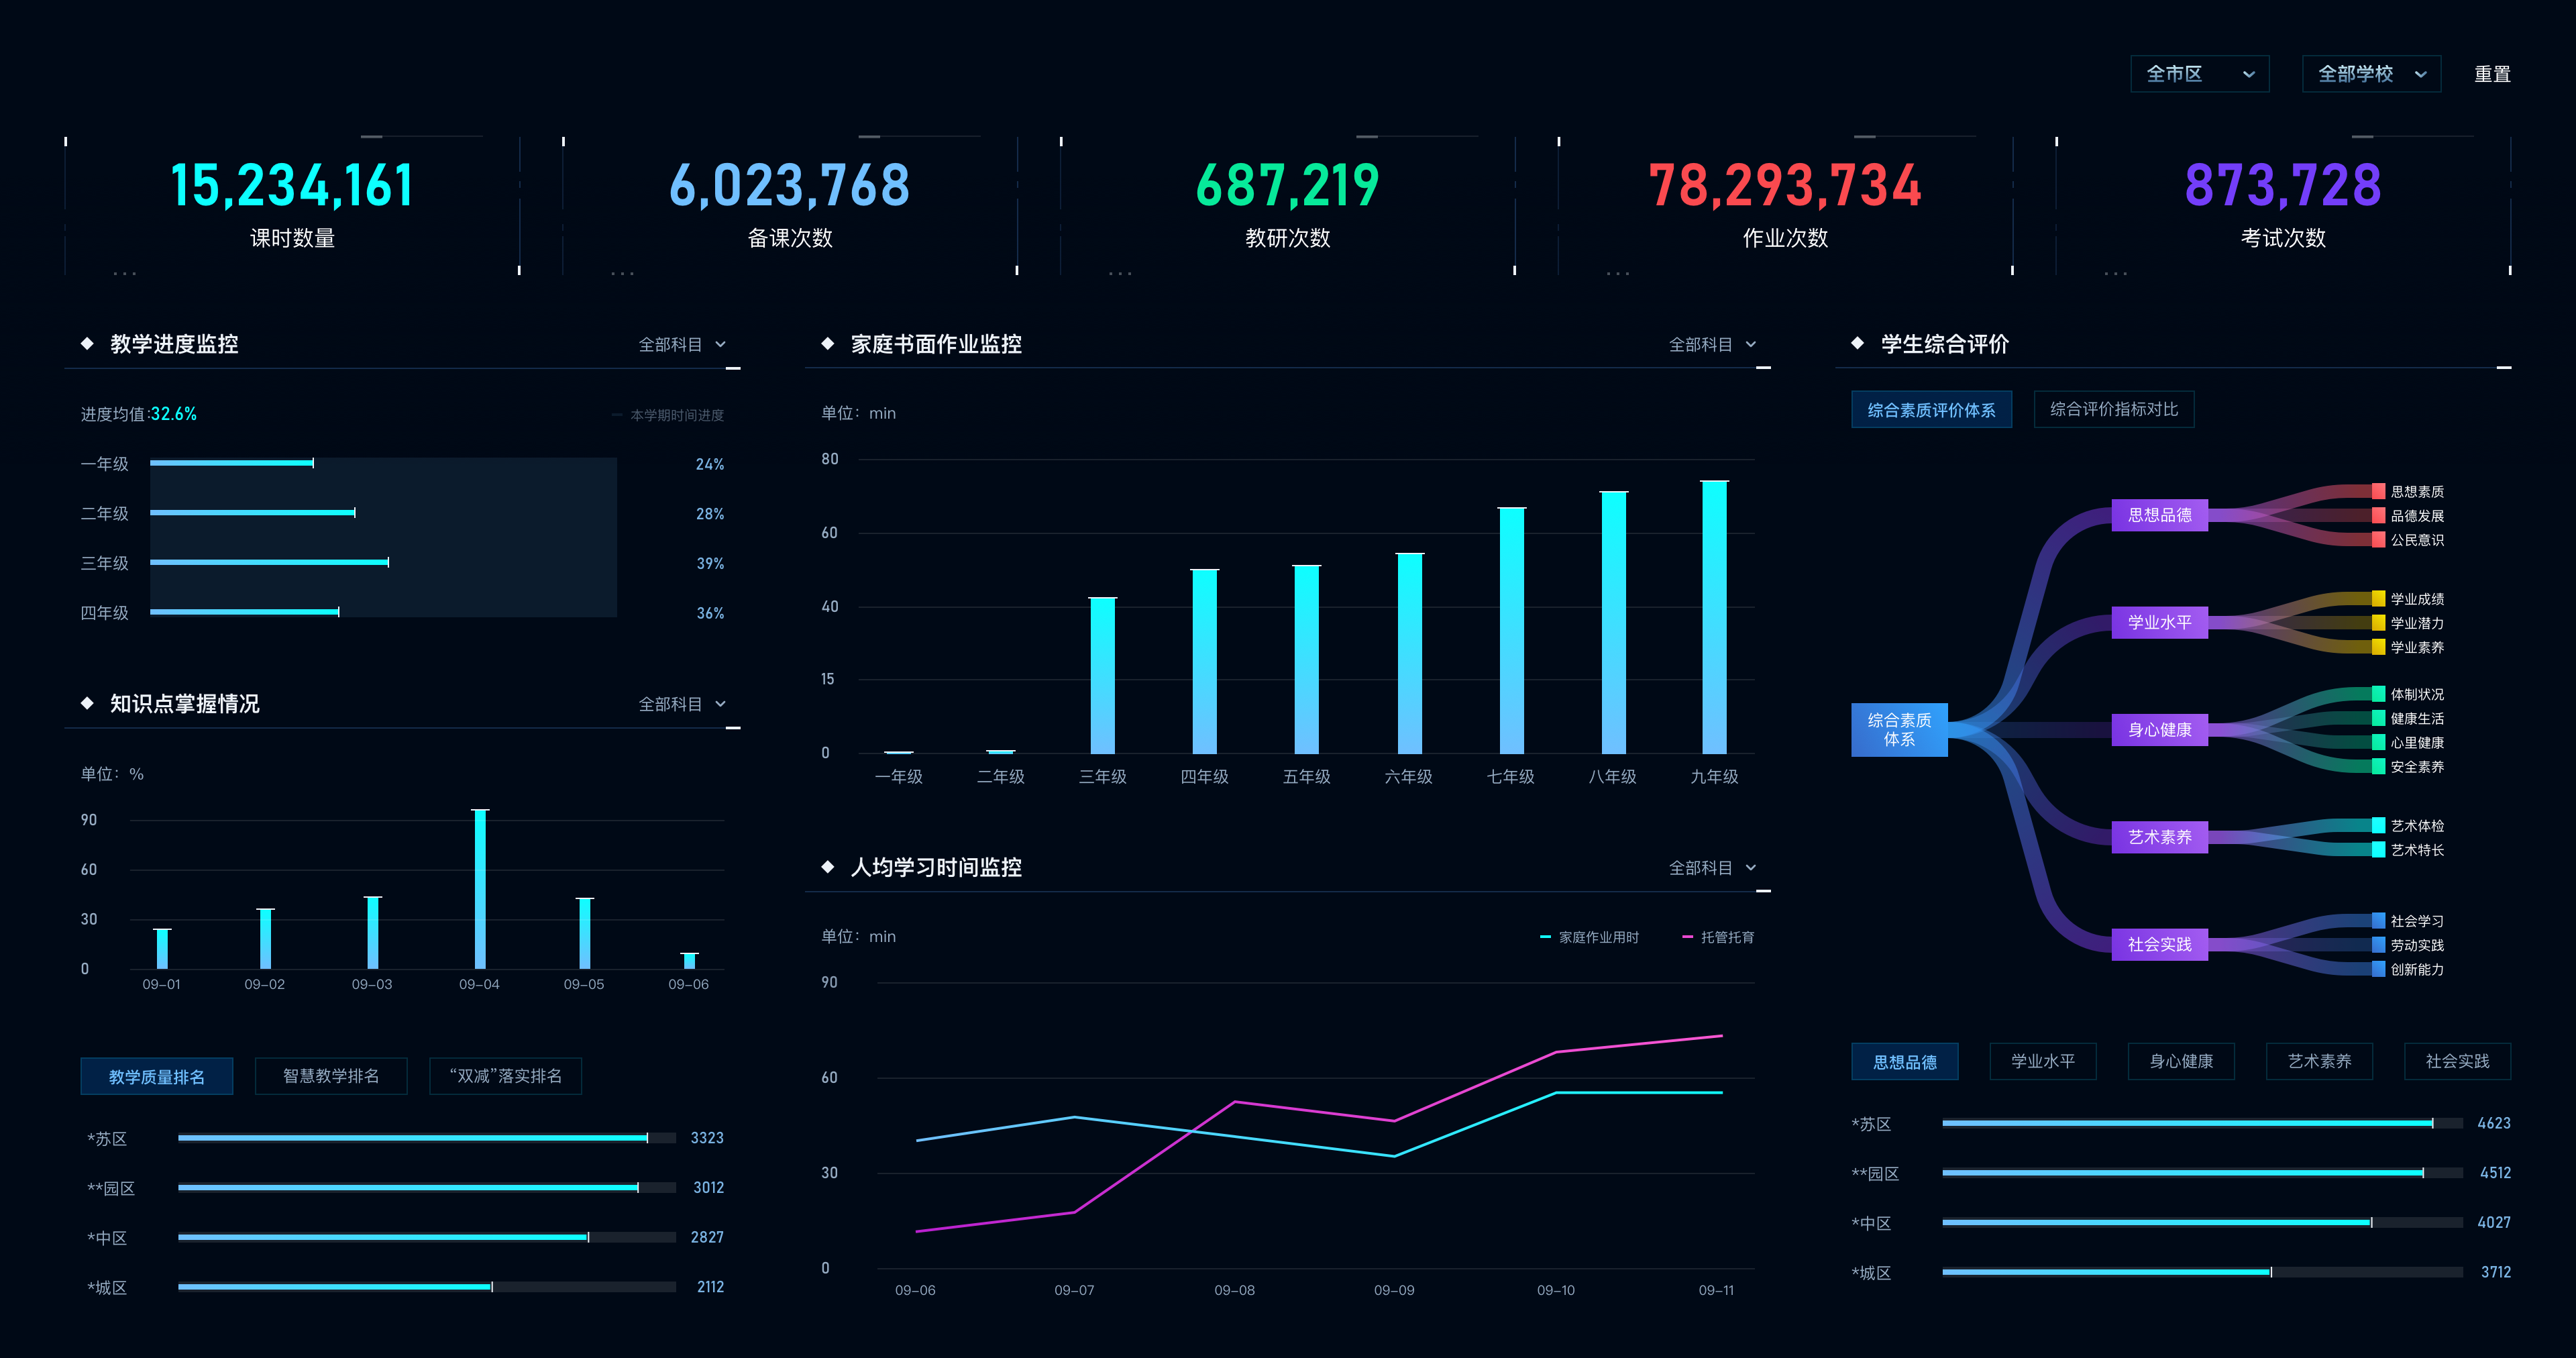 全市区
全部学校
重置
15,234,161
课时数量
6,023,768
备课次数
687,219
教研次数
78,293,734
作业次数
873,728
考试次数
教学进度监控
全部科目
进度均值:32.6%
本学期时间进度
一年级
24%
二年级
28%
三年级
39%
四年级
36%
知识点掌握情况
全部科目
单位：%
90
60
30
0
09-01 09-02 09-03 09-04 09-05 09-06
教学质量排名
智慧教学排名
“双减”落实排名
*苏区
3323
**园区
3012
*中区
2827
*城区
2112
家庭书面作业监控
全部科目
单位：min
80
60
40
15
0
一年级 二年级 三年级 四年级 五年级 六年级 七年级 八年级 九年级
人均学习时间监控
全部科目
单位：min
家庭作业用时
托管托育
90
60
30
0
09-06 09-07 09-08 09-09 09-10 09-11
学生综合评价
综合素质评价体系
综合评价指标对比
综合素质
体系
思想品德
思想素质
品德发展
公民意识
学业水平
学业成绩
学业潜力
学业素养
身心健康
体制状况
健康生活
心里健康
安全素养
艺术素养
艺术体检
艺术特长
社会实践
社会学习
劳动实践
创新能力
思想品德
学业水平
身心健康
艺术素养
社会实践
*苏区
4623
**园区
4512
*中区
4027
*城区
3712